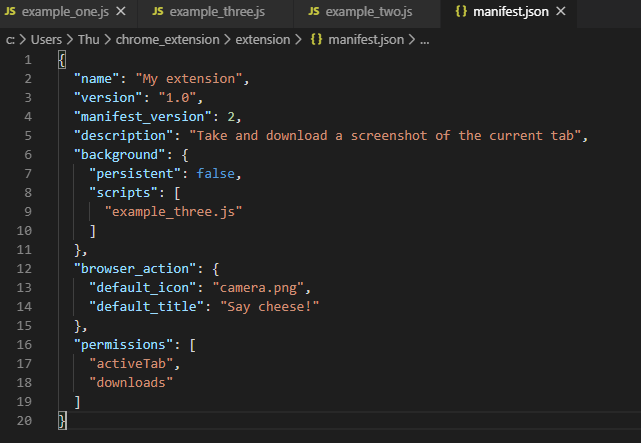 JS example_one.js × JS example_three.js JS example_two.js {} manifest.json ×
c: > Users > Thu > chrome_extension > extension > {} manifest.json > ...
1 {
2 "name": "My extension",
3 "version": "1.0",
4 "manifest_version": 2,
5 "description": "Take and download a screenshot of the current tab",
6 "background": {
7 "persistent": false,
8 "scripts": [
9 "example_three.js"
10 ]
11 },
12 "browser_action": {
13 "default_icon": "camera.png",
14 "default_title": "Say cheese!"
15 },
16 "permissions": [
17 "activeTab",
18 "downloads"
19 ]
20 }